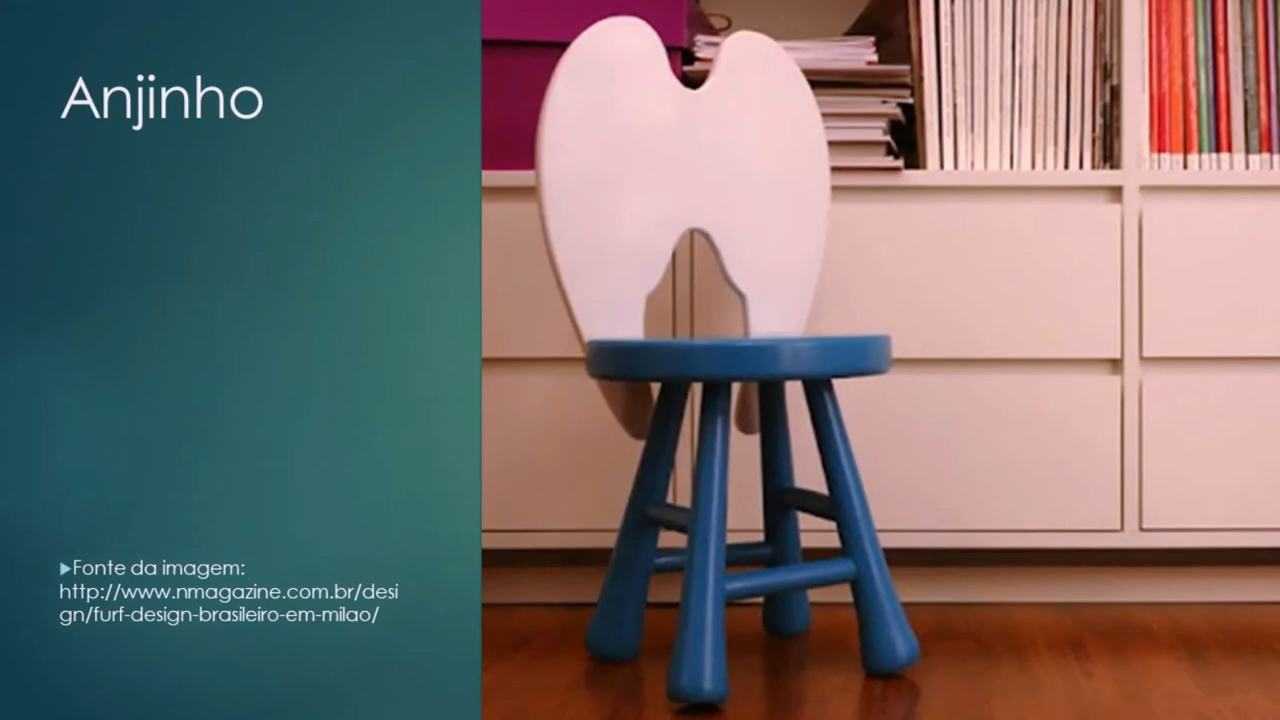 Anjinho
▶Fonte da imagem:
http://www.nmagazine.com.br/desi
gn/furf-design-brasileiro-em-milao/